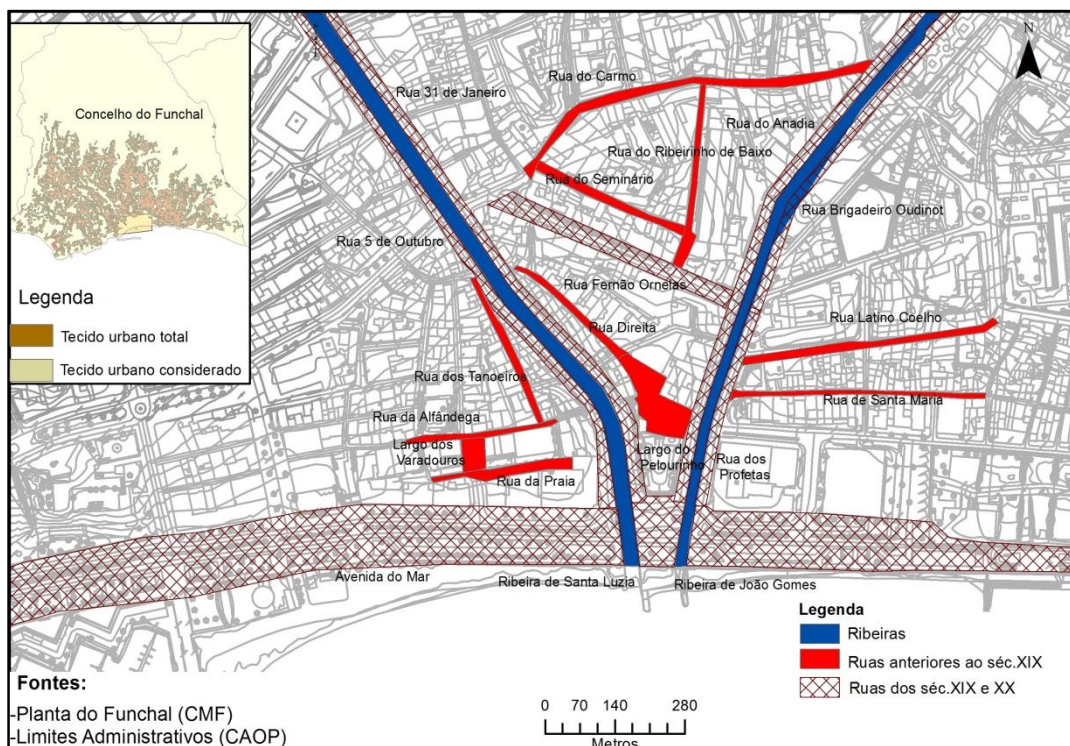 Concelho do Funchal
Legenda
Tecido urbano total
Tecido urbano considerado
N
Rua do Carmo
Rua 31 de Janeiro
Rua do Anadia
Rua do Ribeirinho de Baixo
Rua do Seminário
Rua Brigadeiro Oudinot
Rua 5 de Outubro
Rua Fernão Ornelas
Rua Direita
Rua Latino Coelho
Rua dos Tanoeiros
Rua de Santa Maria
Rua da Alfândega
Largo dos
Varadouros
Largo do
Pelourinho
Rua dos
Profetas
Rua da Praia
Avenida do Mar
Ribeira de Santa Luzia
Ribeira de João Gomes
Legenda
Ribeiras
Ruas anteriores ao séc.XIX
Ruas dos séc.XIX e XX
Fontes:
-Planta do Funchal (CMF)
-Limites Administrativos (CAOP)
0 70 140 280
Metros